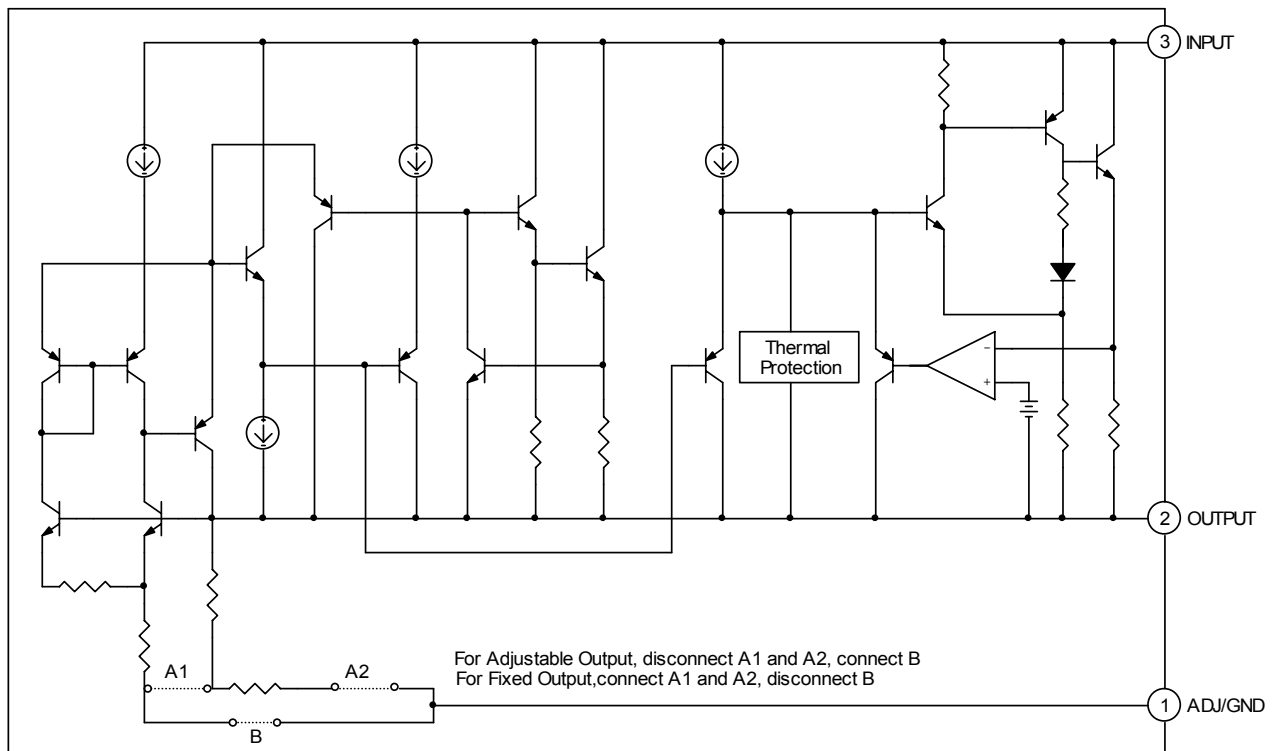 3 INPUT
Thermal
Protection
-
+
2 OUTPUT
For Adjustable Output, disconnect A1 and A2, connect B
For Fixed Output,connect A1 and A2, disconnect B
A1
A2
B
1 ADJ/GND